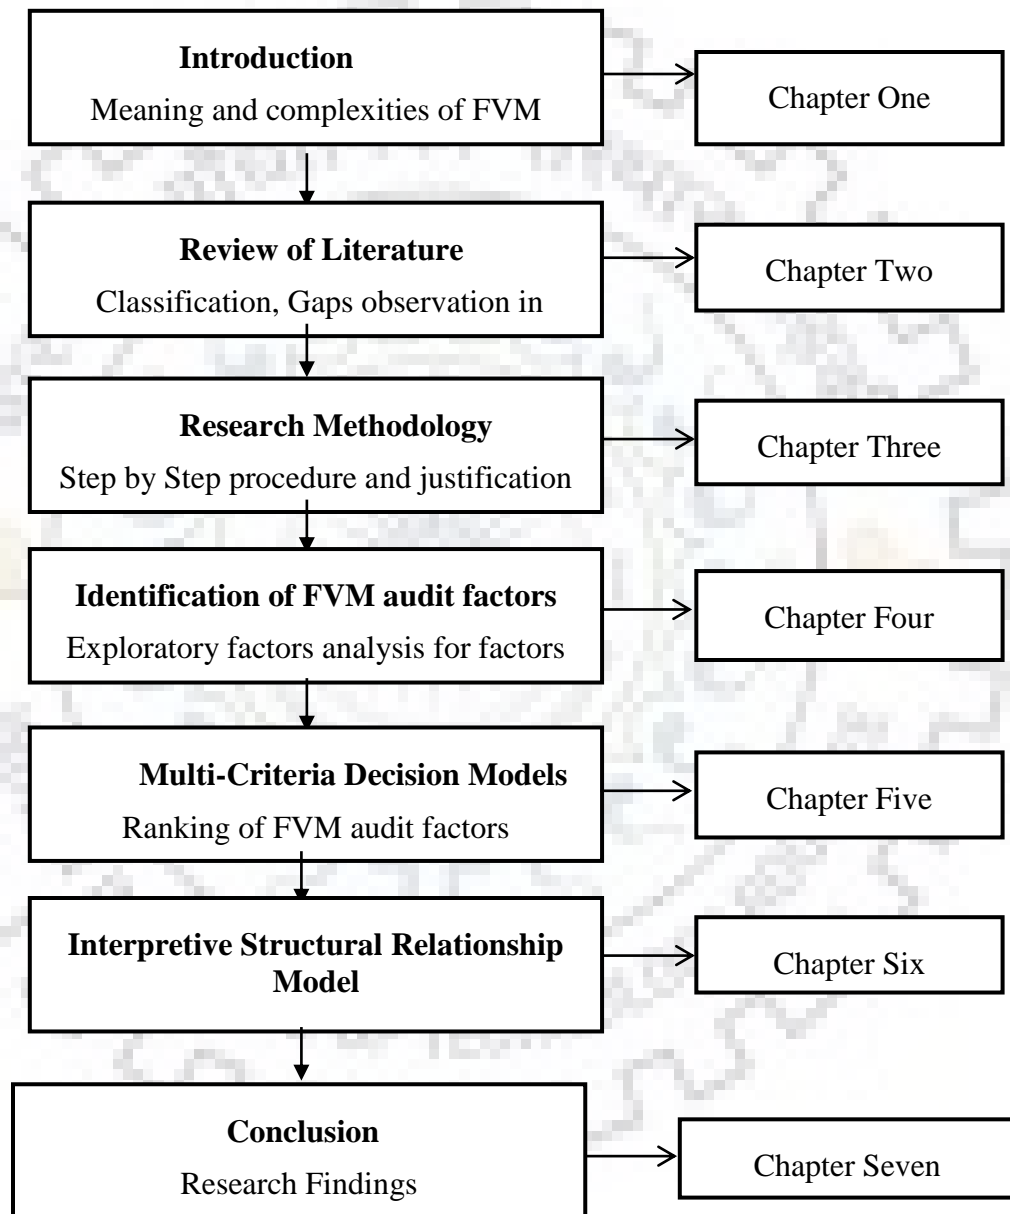 Introduction
Meaning and complexities of FVM
Chapter One
Review of Literature
Classification, Gaps observation in
Chapter Two
Research Methodology
Step by Step procedure and justification
Chapter Three
Identification of FVM audit factors
Exploratory factors analysis for factors
Chapter Four
Multi-Criteria Decision Models
Ranking of FVM audit factors
Chapter Five
Interpretive Structural Relationship
Model
Chapter Six
Conclusion
Research Findings
Chapter Seven